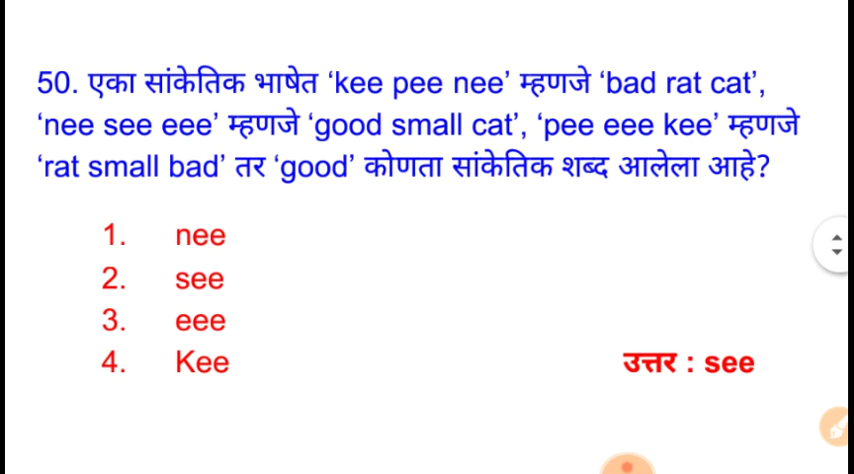 50. एका सांकेतिक भाषेत ‘kee pee nee’ म्हणजे ‘bad rat cat’,
‘nee see eee’ म्हणजे ‘good small cat’, ‘pee eee kee’ म्हणजे
‘rat small bad’ तर ‘good’ कोणता सांकेतिक शब्द आलेला आहे?
1. nee
2. see
3. eee
4. Kee
उत्तर : see